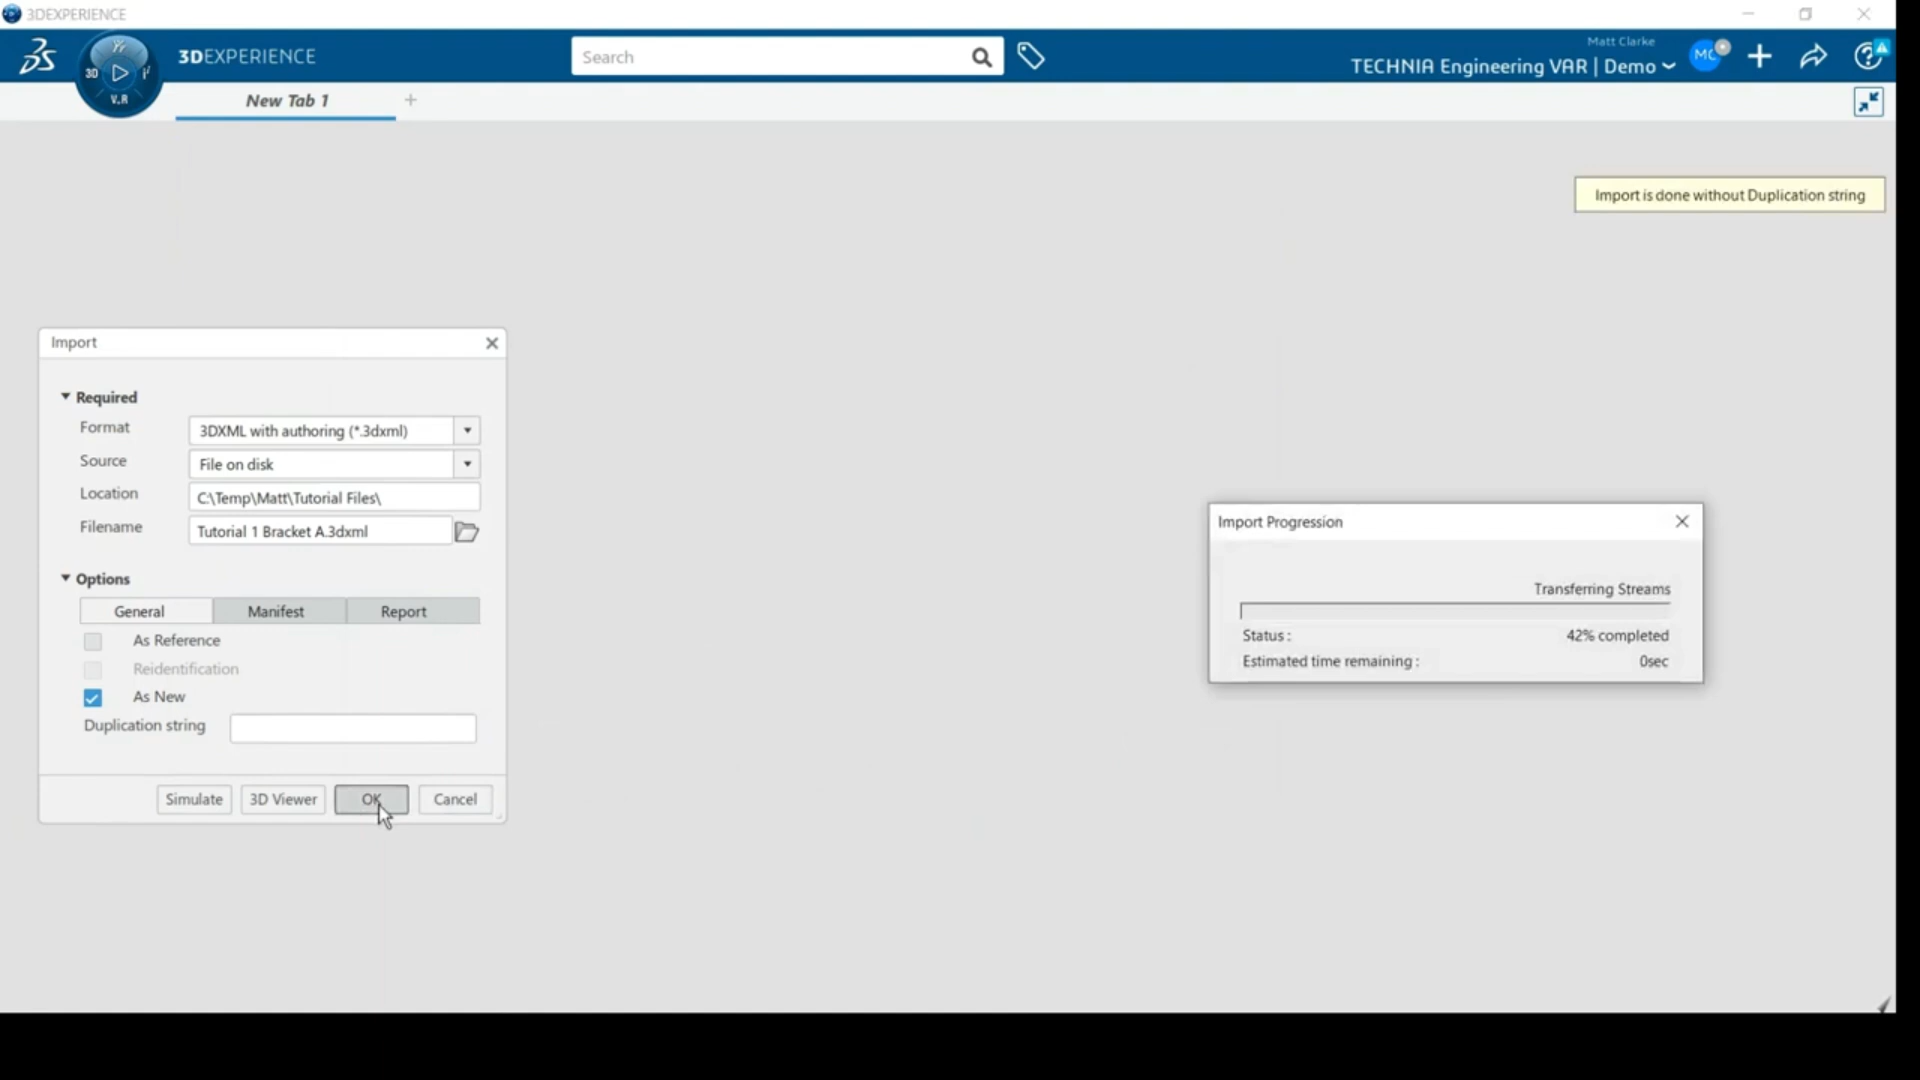 3DEXPERIENCE
3DEXPERIENCE
Search
Matt Clarke
TECHNIA Engineering VAR | Demo
MC
3D
V.R
New Tab 1
+
Import is done without Duplication string
Import
Required
Format
3DXML with authoring (*.3dxml)
Source
File on disk
Location
C:\Temp\Matt\Tutorial Files\
Filename
Tutorial 1 Bracket A.3dxml
Options
General Manifest Report
As Reference
Reidentification
As New
Duplication string
Simulate 3D Viewer OK Cancel
Import Progression
Transferring Streams
Status : 42% completed
Estimated time remaining : 0sec